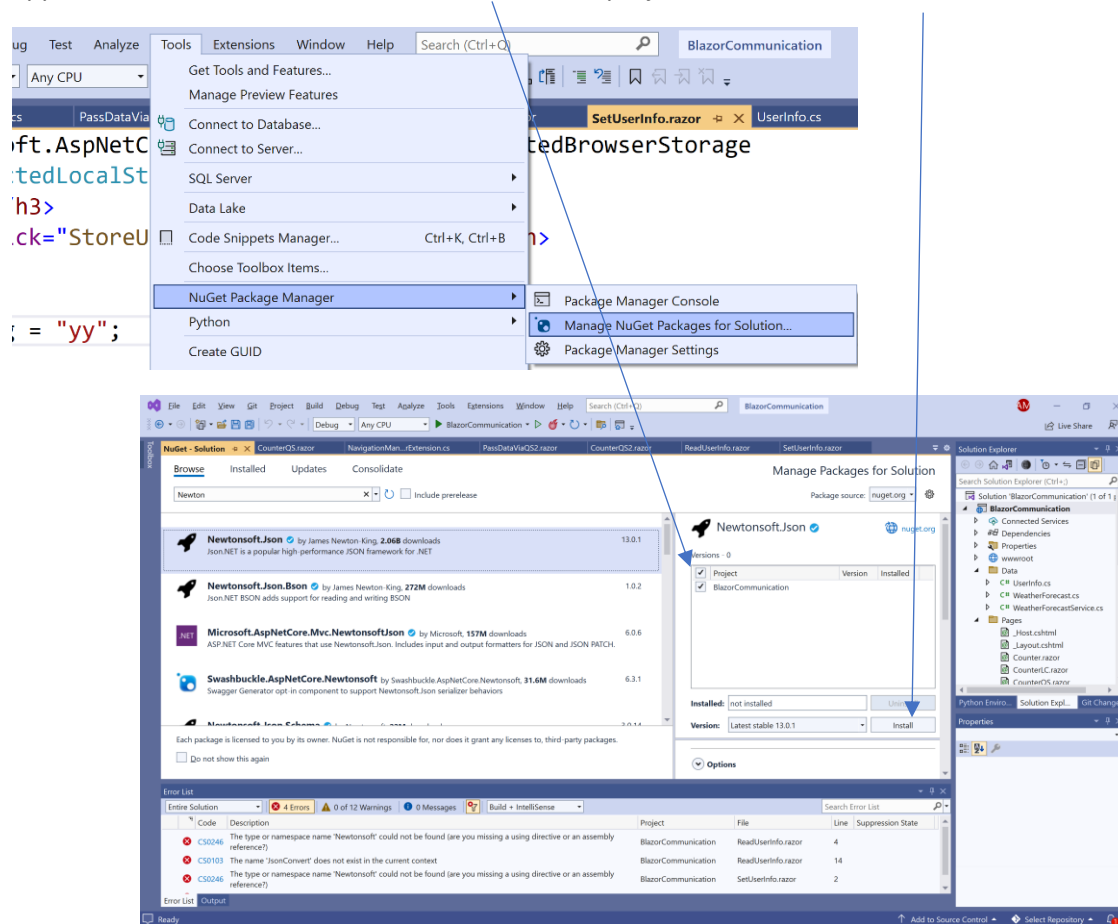 ug Test Analyze Tools Extensions Window Help Search (Ctrl+Q) BlazorCommunication
Any CPU
Get Tools and Features...
Manage Preview Features
cs PassDataVia SetUserInfo.razor UserInfo.cs
Connect to Database...
oft.AspNetC tedBrowserStorage
Connect to Server...
ctedLocalSt
SQL Server
h3>
Data Lake
ck="StoreU
Code Snippets Manager... Ctrl+K, Ctrl+B
Choose Toolbox Items...
NuGet Package Manager
Package Manager Console
Python
Manage NuGet Packages for Solution...
= "yy";
Create GUID
Package Manager Settings
File Edit View Git Project Build Debug Test Analyze Tools Extensions Window Help Search (Ctrl+Q) BlazorCommunication
Debug Any CPU BlazorCommunication Live Share
Toolbox
NuGet - Solution CounterQS.razor NavigationMan...rExtension.cs PassDataViaQS2.razor CounterQS2.razor ReadUserInfo.razor SetUserInfo.razor
Browse Installed Updates Consolidate
Manage Packages for Solution
Newton Include prerelease
Package source: nuget.org
Newtonsoft.Json by James Newton-King, 2.06B downloads 13.0.1
Json.NET is a popular high-performance JSON framework for .NET
Newtonsoft.Json.Bson by James Newton-King, 272M downloads 1.0.2
Json.NET BSON adds support for reading and writing BSON
.NET
Microsoft.AspNetCore.Mvc.NewtonsoftJson by Microsoft, 157M downloads 6.0.6
ASP.NET Core MVC features that use Newtonsoft.Json. Includes input and output formatters for JSON and JSON PATCH.
Swashbuckle.AspNetCore.Newtonsoft by Swashbuckle.AspNetCore.Newtonsoft, 31.6M downloads 6.3.1
Swagger Generator opt-in component to support Newtonsoft.Json serializer behaviors
Each package is licensed to you by its owner. NuGet is not responsible for, nor does it grant any licenses to, third-party packages.
Do not show this again
Newtonsoft.Json nuget.org
Versions - 0
Project Version Installed
BlazorCommunication
Installed: not installed
Version: Latest stable 13.0.1 Install
Options
Solution Explorer
Search Solution Explorer (Ctrl+;)
Solution 'BlazorCommunication' (1 of 1
BlazorCommunication
Connected Services
Dependencies
Properties
wwwroot
Data
C# UserInfo.cs
C# WeatherForecast.cs
C# WeatherForecastService.cs
Pages
_Host.cshtml
_Layout.cshtml
Counter.razor
CounterLC.razor
CounterQS.razor
Python Enviro... Solution Expl... Git Change
Properties
Error List
Entire Solution 4 Errors 0 of 12 Warnings 0 Messages Build + IntelliSense Search Error List
Code Description Project File Line Suppression State
CS0246 The type or namespace name 'Newtonsoft' could not be found (are you missing a using directive or an assembly reference?) BlazorCommunication ReadUserInfo.razor 4
CS0103 The name 'JsonConvert' does not exist in the current context BlazorCommunication ReadUserInfo.razor 14
CS0246 The type or namespace name 'Newtonsoft' could not be found (are you missing a using directive or an assembly reference?) BlazorCommunication SetUserInfo.razor 2
Error List Output
Ready Add to Source Control Select Repository